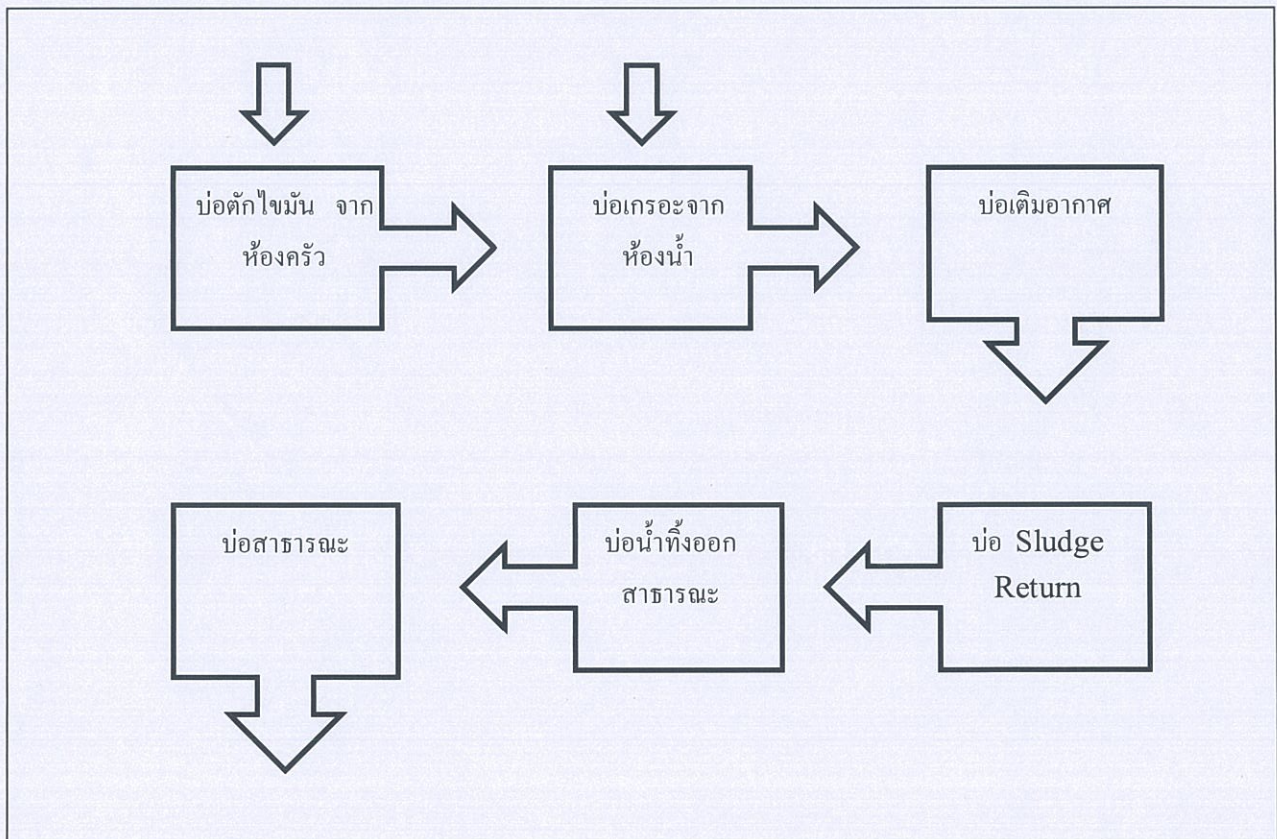 บ่อดักไขมัน จาก
ห้องครัว
บ่อเกรอะจาก
ห้องน้ำ
บ่อเติมอากาศ
บ่อสาธารณะ
บ่อน้ำทิ้งออก
สาธารณะ
บ่อ Sludge
Return